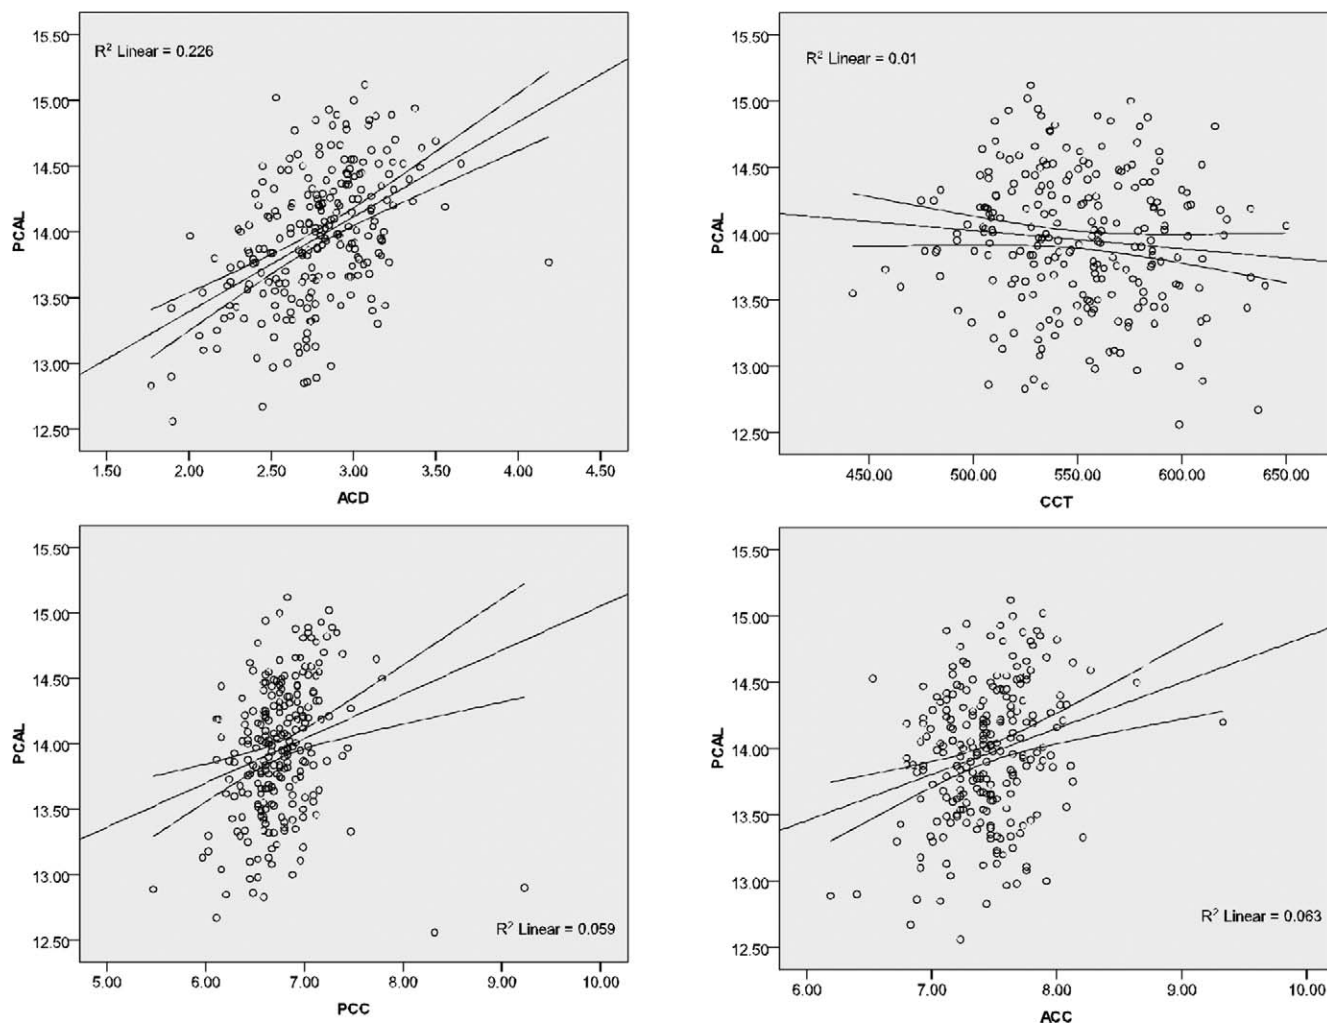 15.50
R² Linear = 0.226
15.00
14.50
14.00
13.50
13.00
12.50
PCAL
1.50 2.00 2.50 3.00 3.50 4.00 4.50
ACD
15.50
R² Linear = 0.01
15.00
14.50
14.00
13.50
13.00
12.50
PCAL
450.00 500.00 550.00 600.00 650.00
CCT
15.50
15.00
14.50
14.00
13.50
13.00
12.50
PCAL
R² Linear = 0.059
5.00 6.00 7.00 8.00 9.00 10.00
PCC
15.50
15.00
14.50
14.00
13.50
13.00
12.50
PCAL
R² Linear = 0.063
6.00 7.00 8.00 9.00 10.00
ACC